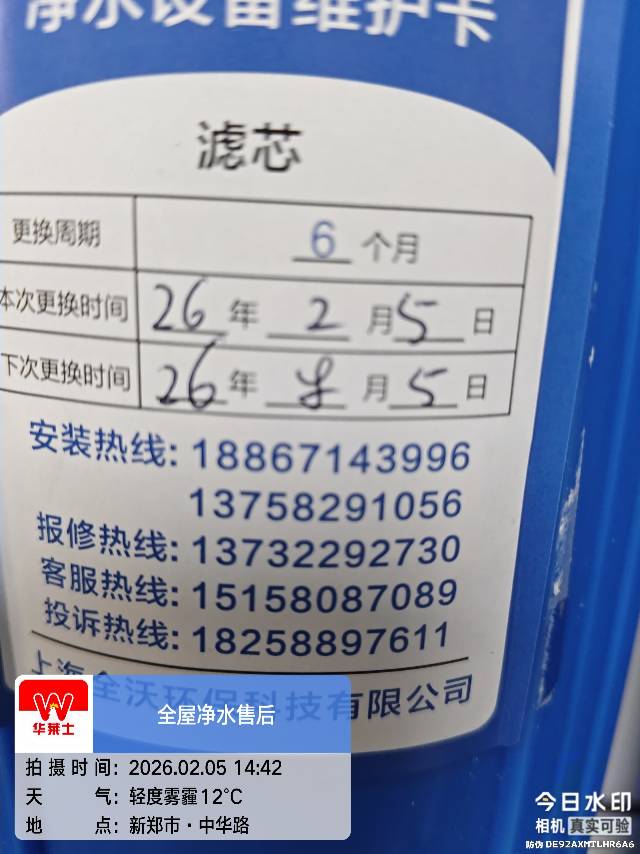 净水设备维护卡
滤芯
更换周期 6 个月
本次更换时间 26 年 2 月 5 日
下次更换时间 26 年 8 月 5 日
安装热线: 18867143996
13758291056
报修热线: 13732292730
客服热线: 15158087089
投诉热线: 18258897611
上海全沃环保科技有限公司
华莱士
全屋净水售后
拍摄时间: 2026.02.05 14:42
天气: 轻度雾霾12℃
地点: 新郑市·中华路
今日水印
相机 真实可验
防伪 DE92AXMTLHR6A6